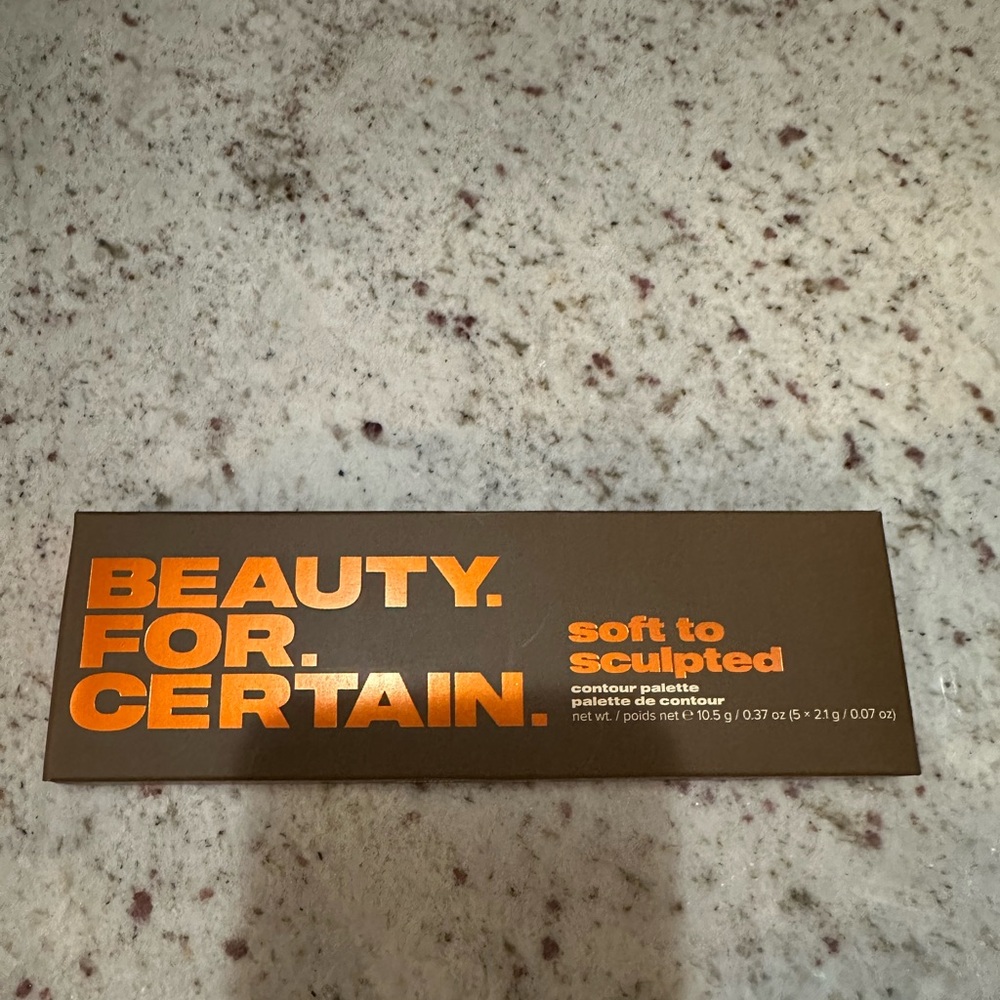 BEAUTY.
FOR.
CERTAIN.
soft to
sculpted
contour palette
palette de contour
net wt. / poids net ℮ 10.5 g / 0.37 oz (5 × 2.1 g / 0.07 oz)